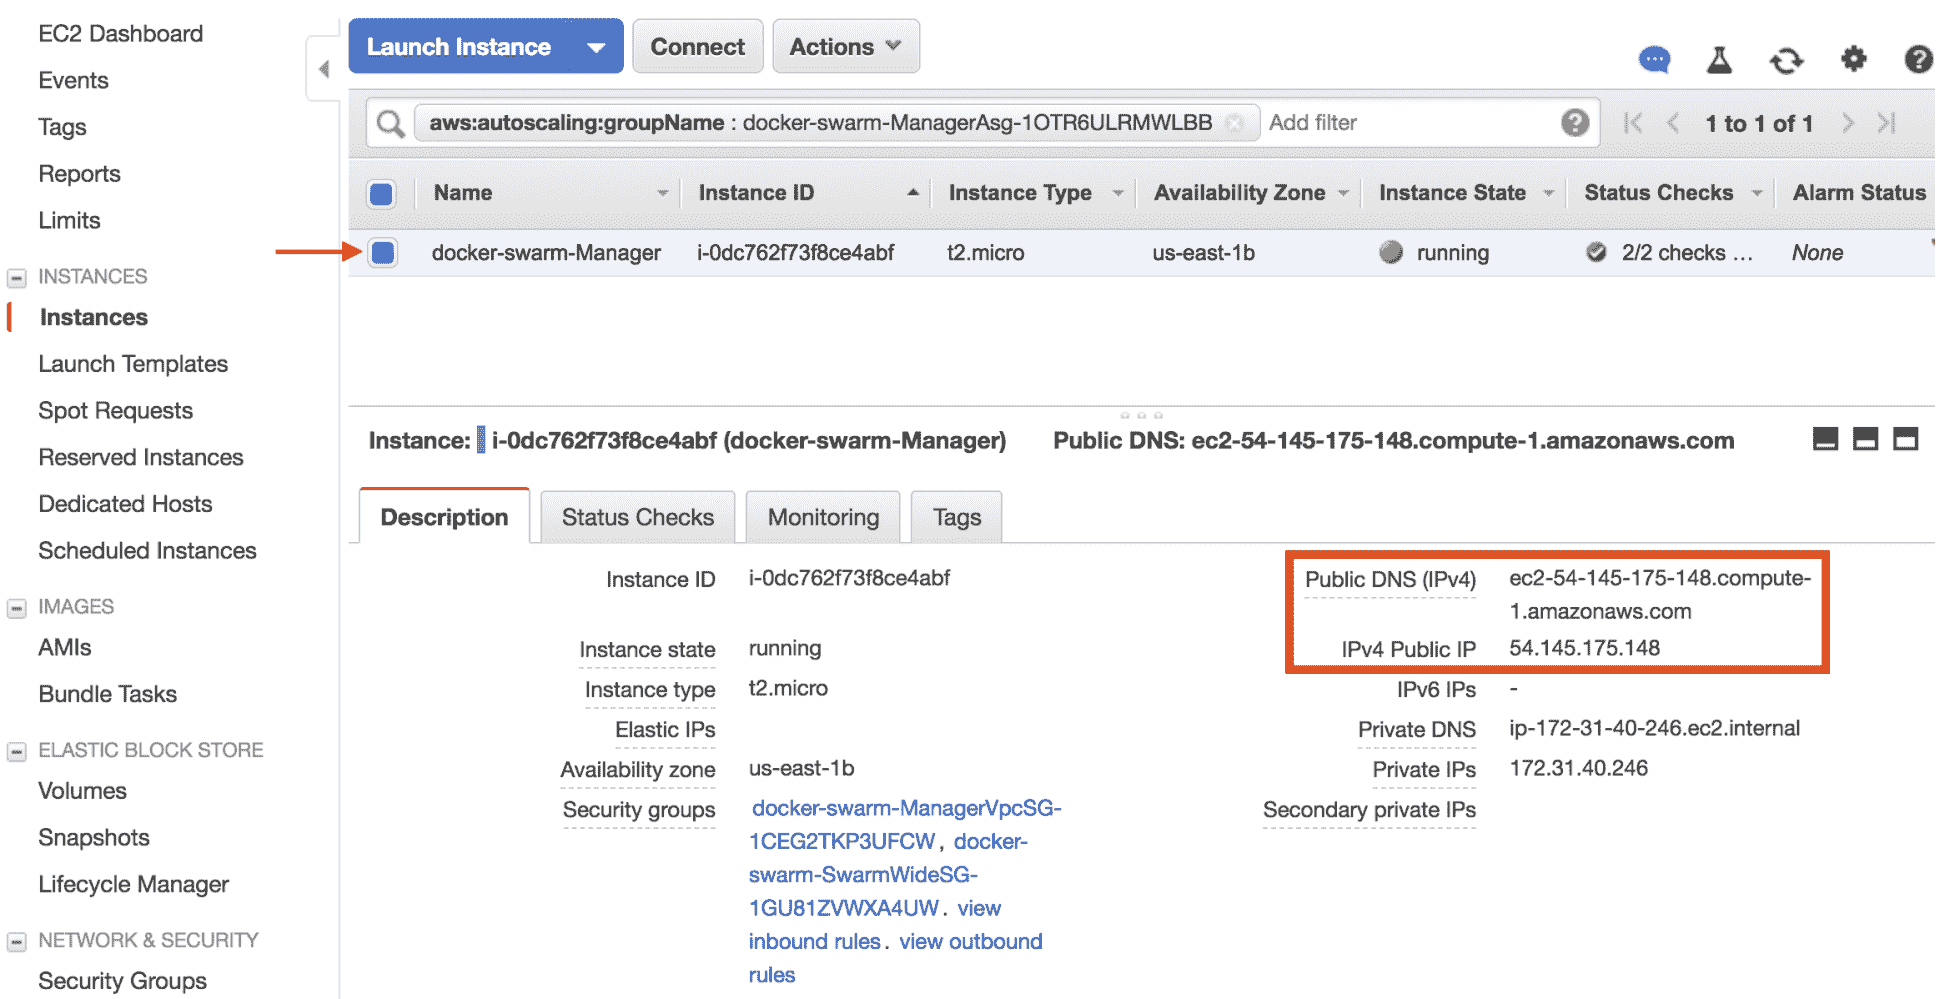 EC2 Dashboard
Events
Tags
Reports
Limits
INSTANCES
Instances
Launch Templates
Spot Requests
Reserved Instances
Dedicated Hosts
Scheduled Instances
IMAGES
AMIs
Bundle Tasks
ELASTIC BLOCK STORE
Volumes
Snapshots
Lifecycle Manager
NETWORK & SECURITY
Security Groups
Launch Instance Connect Actions
aws:autoscaling:groupName : docker-swarm-ManagerAsg-1OTR6ULRMWLBB Add filter 1 to 1 of 1
Name Instance ID Instance Type Availability Zone Instance State Status Checks Alarm Status
docker-swarm-Manager i-0dc762f73f8ce4abf t2.micro us-east-1b running 2/2 checks ... None
Instance: i-0dc762f73f8ce4abf (docker-swarm-Manager) Public DNS: ec2-54-145-175-148.compute-1.amazonaws.com
Description Status Checks Monitoring Tags
Instance ID i-0dc762f73f8ce4abf
Instance state running
Instance type t2.micro
Elastic IPs
Availability zone us-east-1b
Security groups docker-swarm-ManagerVpcSG-
1CEG2TKP3UFCW, docker-
swarm-SwarmWideSG-
1GU81ZVWXA4UW. view
inbound rules. view outbound
rules
Public DNS (IPv4) ec2-54-145-175-148.compute-
1.amazonaws.com
IPv4 Public IP 54.145.175.148
IPv6 IPs -
Private DNS ip-172-31-40-246.ec2.internal
Private IPs 172.31.40.246
Secondary private IPs